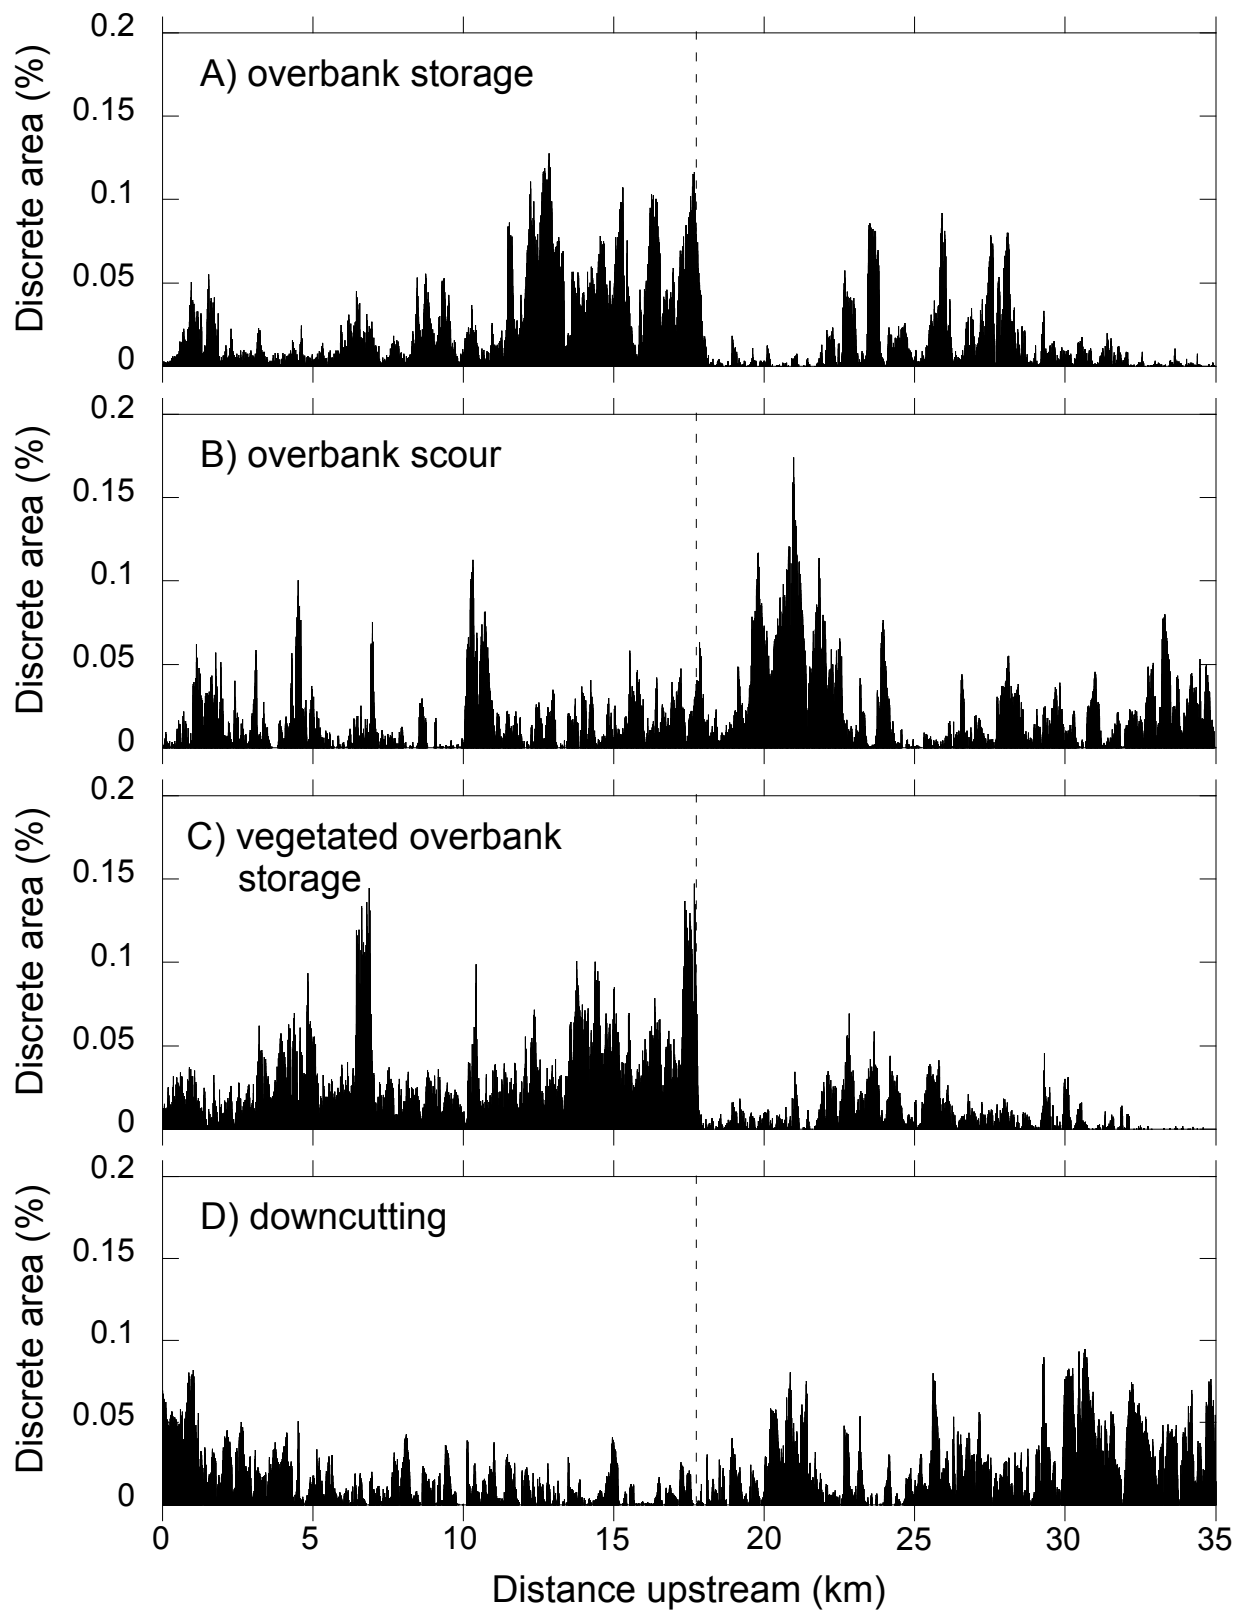 0.2
A) overbank storage
0.15
0.1
0.05
0
Discrete area (%)
0.2
B) overbank scour
0.15
0.1
0.05
0
Discrete area (%)
0.2
C) vegetated overbank
storage
0.15
0.1
0.05
0
Discrete area (%)
0.2
D) downcutting
0.15
0.1
0.05
0
Discrete area (%)
0 5 10 15 20 25 30 35
Distance upstream (km)